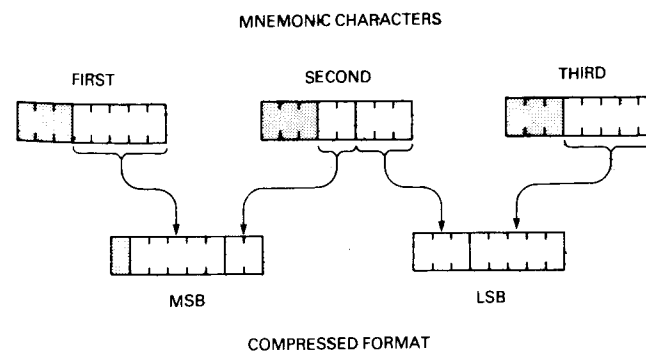 MNEMONIC CHARACTERS
FIRST
SECOND
THIRD
MSB
LSB
COMPRESSED FORMAT